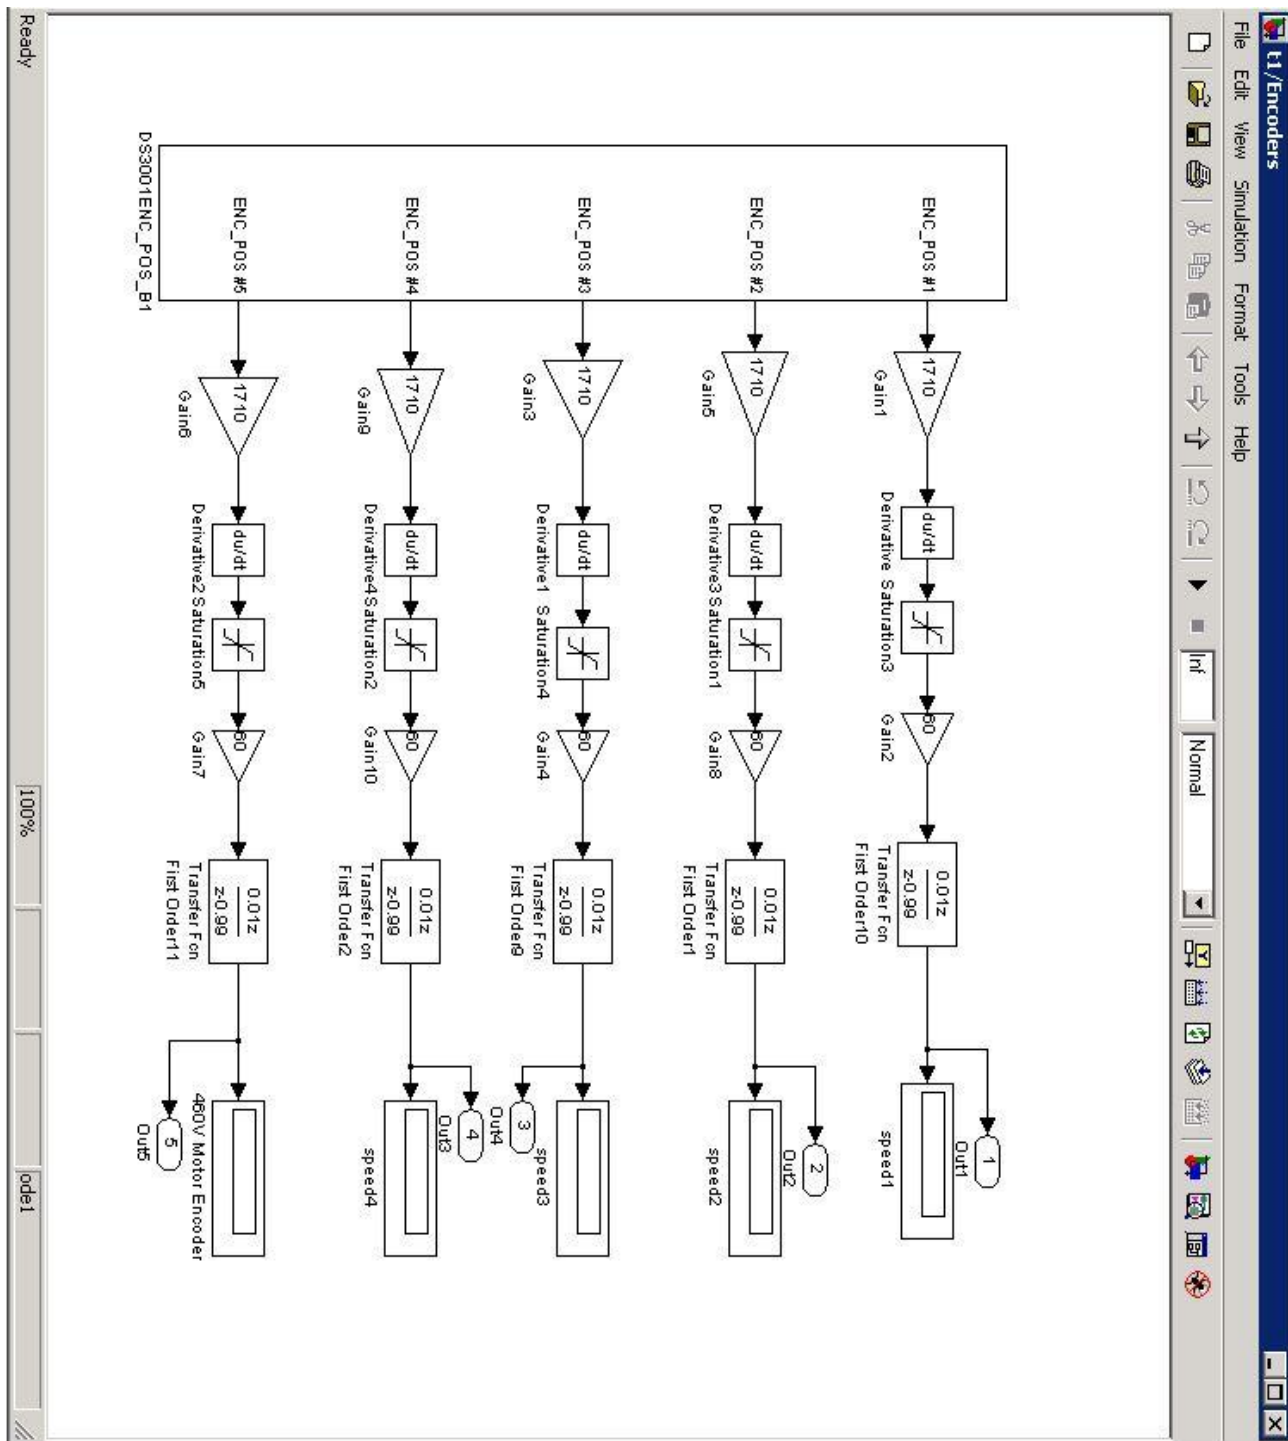 t1/Encoders
File Edit View Simulation Format Tools Help
Inf
Normal
ENC_POS #1
1710
Gain1
du/dt
Derivative
Saturation3
60
Gain2
0.01z
z-0.99
Transfer Fcn
First Order10
speed1
1
Out1
ENC_POS #2
1710
Gain5
du/dt
Derivative3
Saturation1
60
Gain8
0.01z
z-0.99
Transfer Fcn
First Order1
speed2
2
Out2
ENC_POS #3
1710
Gain3
du/dt
Derivative1
Saturation4
60
Gain4
0.01z
z-0.99
Transfer Fcn
First Order9
speed3
3
Out4
ENC_POS #4
1710
Gain9
du/dt
Derivative4
Saturation2
60
Gain10
0.01z
z-0.99
Transfer Fcn
First Order2
speed4
4
Out3
ENC_POS #5
1710
Gain6
du/dt
Derivative2
Saturation5
60
Gain7
0.01z
z-0.99
Transfer Fcn
First Order11
460V Motor Encoder
5
Out5
DS3001ENC_POS_B1
Ready
100%
ode1